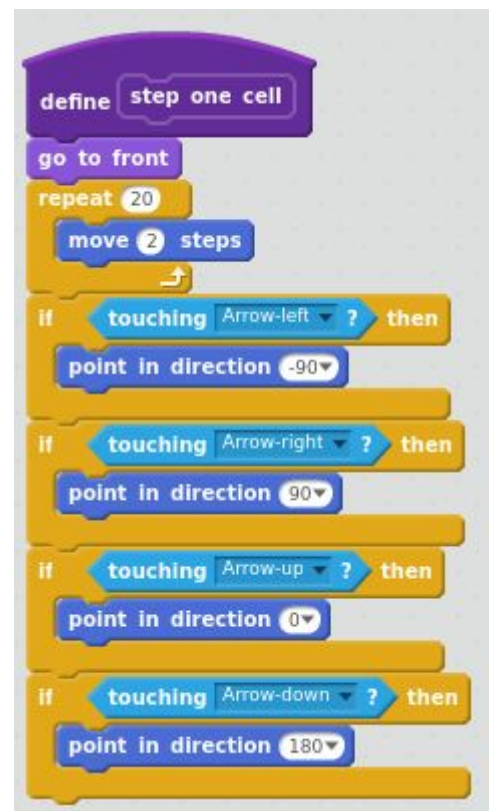 define step one cell
go to front
repeat 20
move 2 steps
if touching Arrow-left ? then
point in direction -90
if touching Arrow-right ? then
point in direction 90
if touching Arrow-up ? then
point in direction 0
if touching Arrow-down ? then
point in direction 180